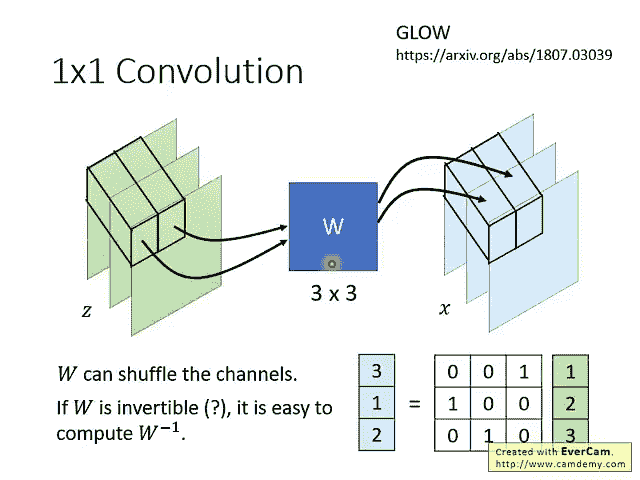 GLOW
https://arxiv.org/abs/1807.03039
1x1 Convolution
W
3 x 3
z
x
W can shuffle the channels.
If W is invertible (?), it is easy to
compute W⁻¹.
3 0 0 1 1
1 = 1 0 0 2
2 0 1 0 3
Created with EverCam.
http://www.camdemy.com